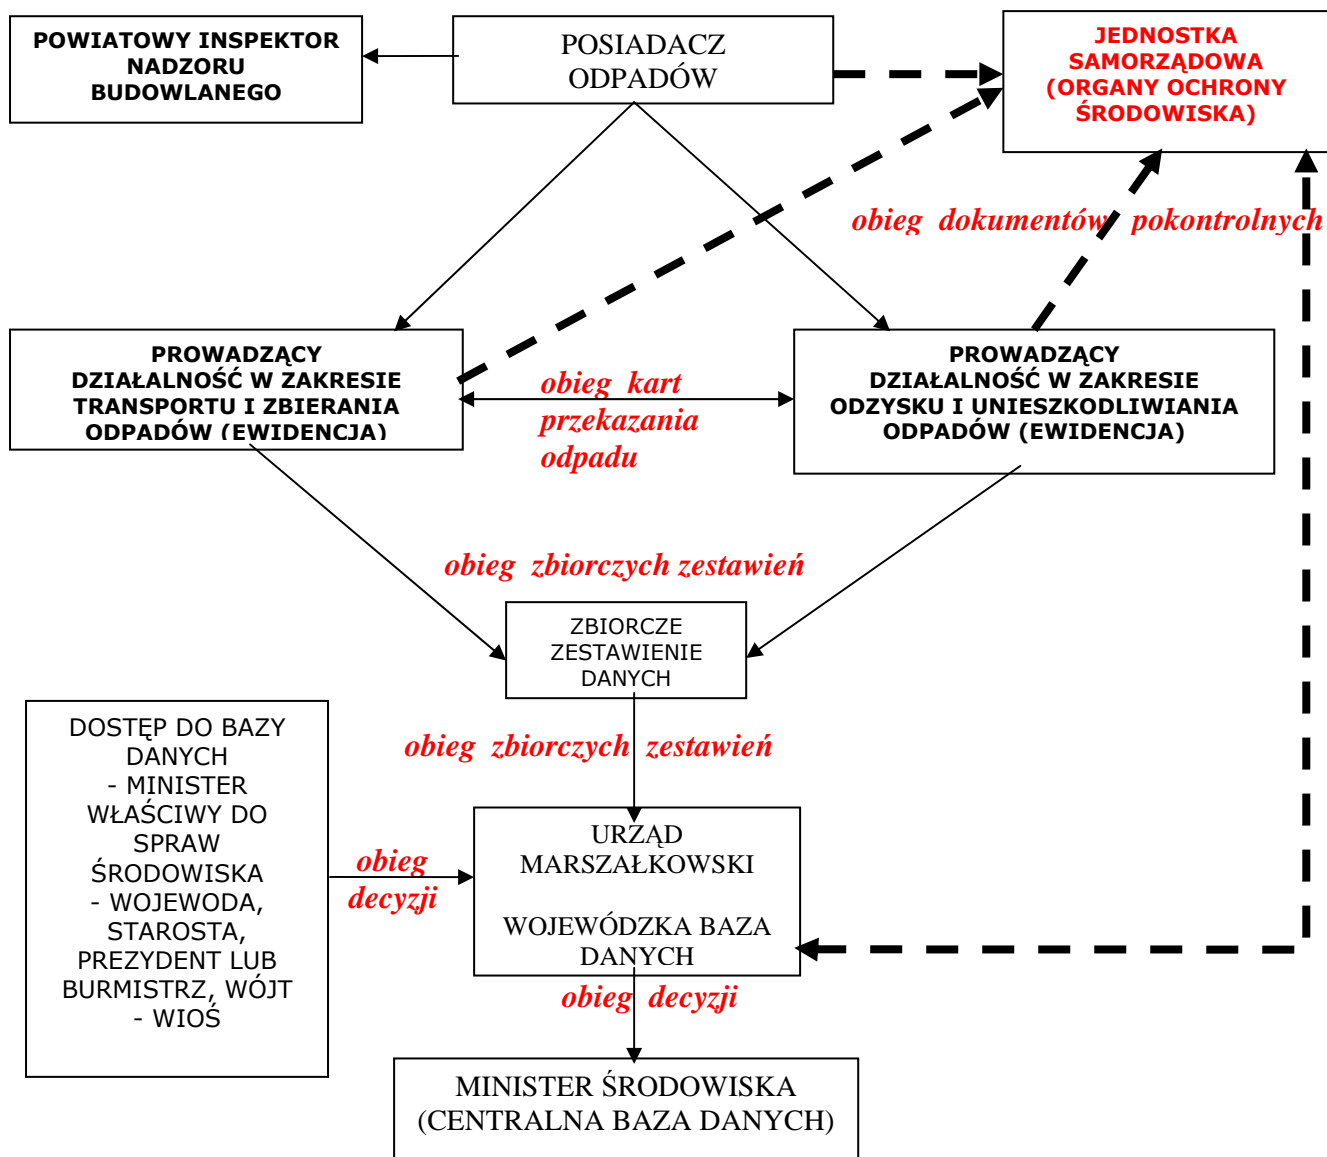 POWIATOWY INSPEKTOR
NADZORU
BUDOWLANEGO
POSIADACZ
ODPADÓW
JEDNOSTKA
SAMORZĄDOWA
(ORGANY OCHRONY
ŚRODOWISKA)
obieg dokumentów pokontrolnych
PROWADZĄCY
DZIAŁALNOŚĆ W ZAKRESIE
TRANSPORTU I ZBIERANIA
ODPADÓW (EWIDENCJA)
obieg kart
przekazania
odpadu
PROWADZĄCY
DZIAŁALNOŚĆ W ZAKRESIE
ODZYSKU I UNIESZKODLIWIANIA
ODPADÓW (EWIDENCJA)
obieg zbiorczych zestawień
ZBIORCZE
ZESTAWIENIE
DANYCH
obieg zbiorczych zestawień
DOSTĘP DO BAZY
DANYCH
- MINISTER
WŁAŚCIWY DO
SPRAW
ŚRODOWISKA
- WOJEWODA,
STAROSTA,
PREZYDENT LUB
BURMISTRZ, WÓJT
- WIOŚ
obieg
decyzji
URZĄD
MARSZAŁKOWSKI
WOJEWÓDZKA BAZA
DANYCH
obieg decyzji
MINISTER ŚRODOWISKA
(CENTRALNA BAZA DANYCH)